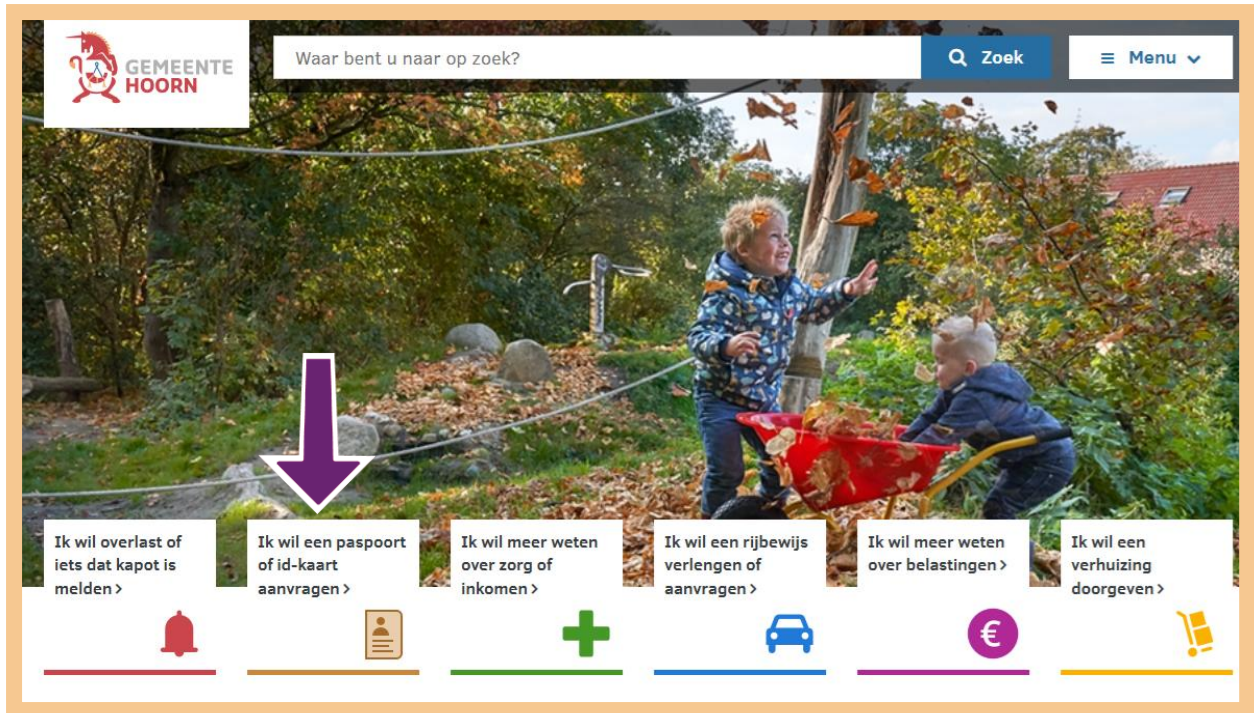 GEMEENTE
HOORN
Waar bent u naar op zoek?
Zoek
Menu
Ik wil overlast of
iets dat kapot is
melden >
Ik wil een paspoort
of id-kaart
aanvragen >
Ik wil meer weten
over zorg of
inkomen >
Ik wil een rijbewijs
verlengen of
aanvragen >
Ik wil meer weten
over belastingen >
Ik wil een
verhuizing
doorgeven >
€